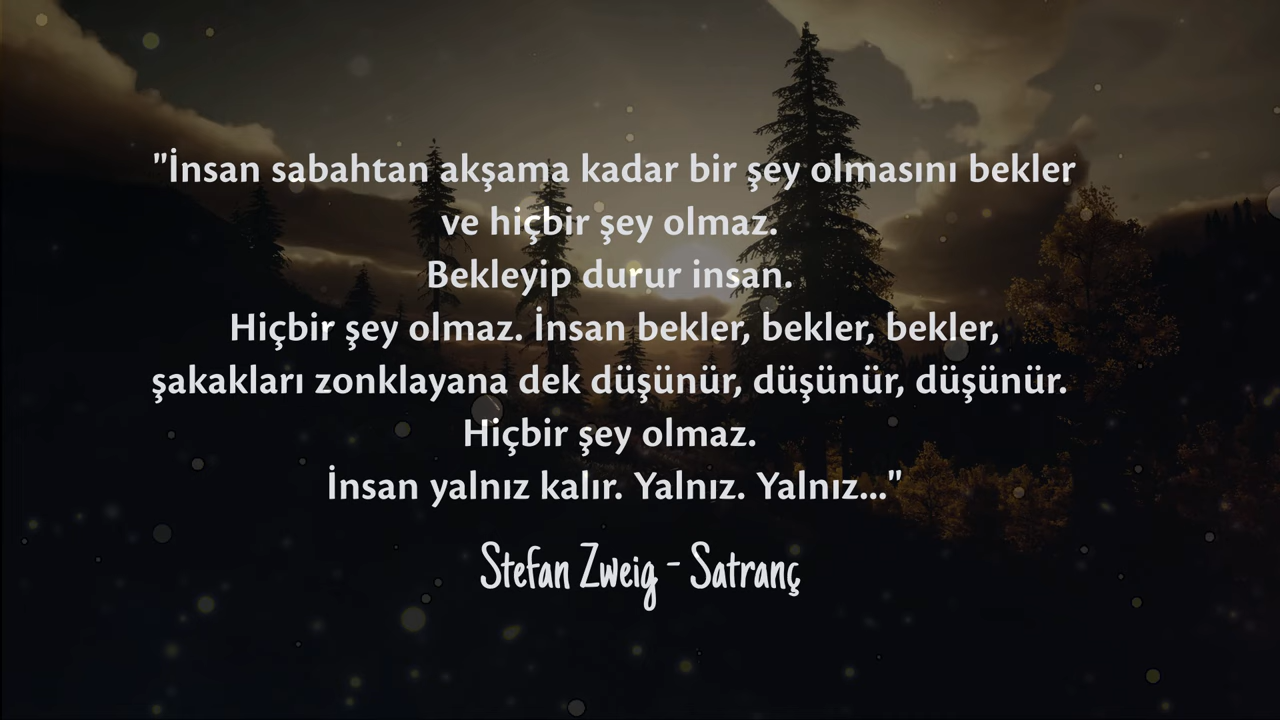 "İnsan sabahtan akşama kadar bir şey olmasını bekler
ve hiçbir şey olmaz.
Bekleyip durur insan.
Hiçbir şey olmaz. İnsan bekler, bekler, bekler,
şakakları zonklayana dek düşünür, düşünür, düşünür.
Hiçbir şey olmaz.
İnsan yalnız kalır. Yalnız. Yalnız..."
Stefan Zweig - Satranç